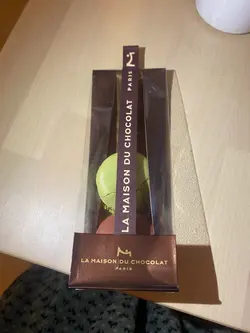 LA MAISON DU CHOCOLAT PARIS
LA MAISON DU CHOCOLAT
PARIS